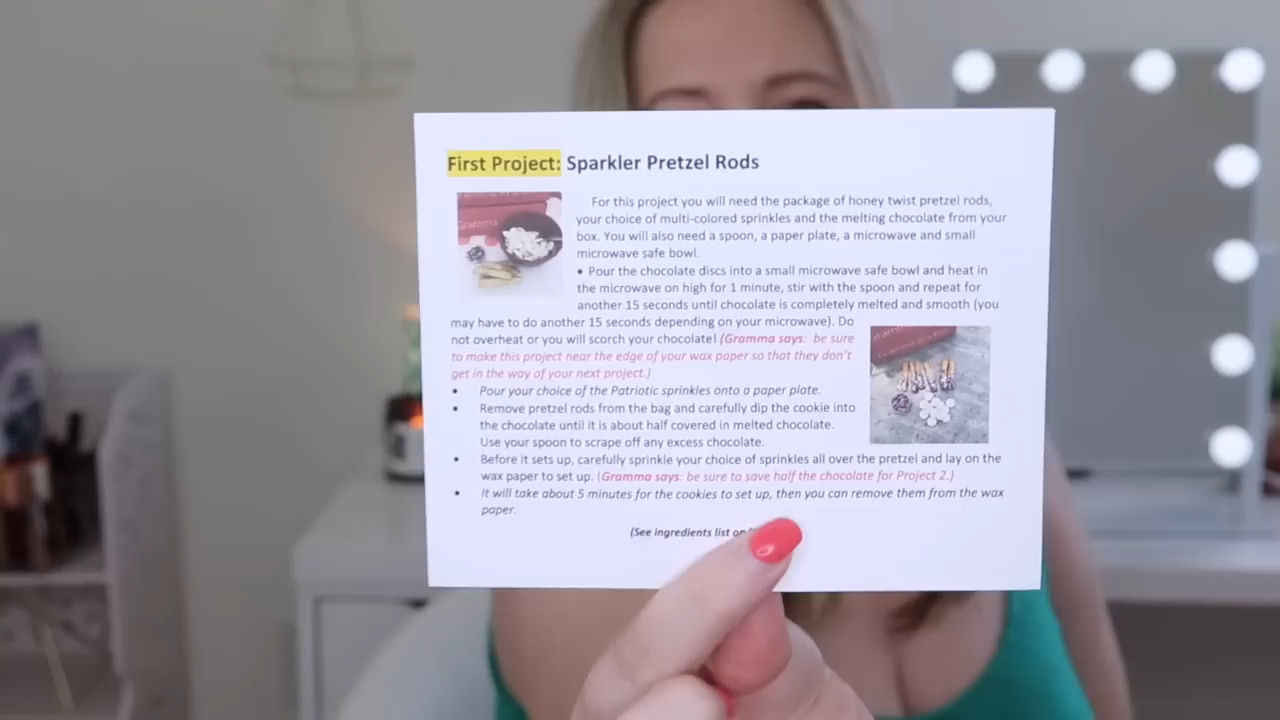 First Project: Sparkler Pretzel Rods
For this project you will need the package of honey twist pretzel rods,
your choice of multi-colored sprinkles and the melting chocolate from your
box. You will also need a spoon, a paper plate, a microwave and small
microwave safe bowl.
• Pour the chocolate discs into a small microwave safe bowl and heat in
the microwave on high for 1 minute, stir with the spoon and repeat for
another 15 seconds until chocolate is completely melted and smooth (you
may have to do another 15 seconds depending on your microwave). Do
not overheat or you will scorch your chocolate! (Gramma says: be sure
to make this project near the edge of your wax paper so that they don't
get in the way of your next project.)
• Pour your choice of the Patriotic sprinkles onto a paper plate.
• Remove pretzel rods from the bag and carefully dip the cookie into
the chocolate until it is about half covered in melted chocolate.
Use your spoon to scrape off any excess chocolate.
• Before it sets up, carefully sprinkle your choice of sprinkles all over the pretzel and lay on the
wax paper to set up. (Gramma says: be sure to save half the chocolate for Project 2.)
• It will take about 5 minutes for the cookies to set up, then you can remove them from the wax
paper.
(See ingredients list on